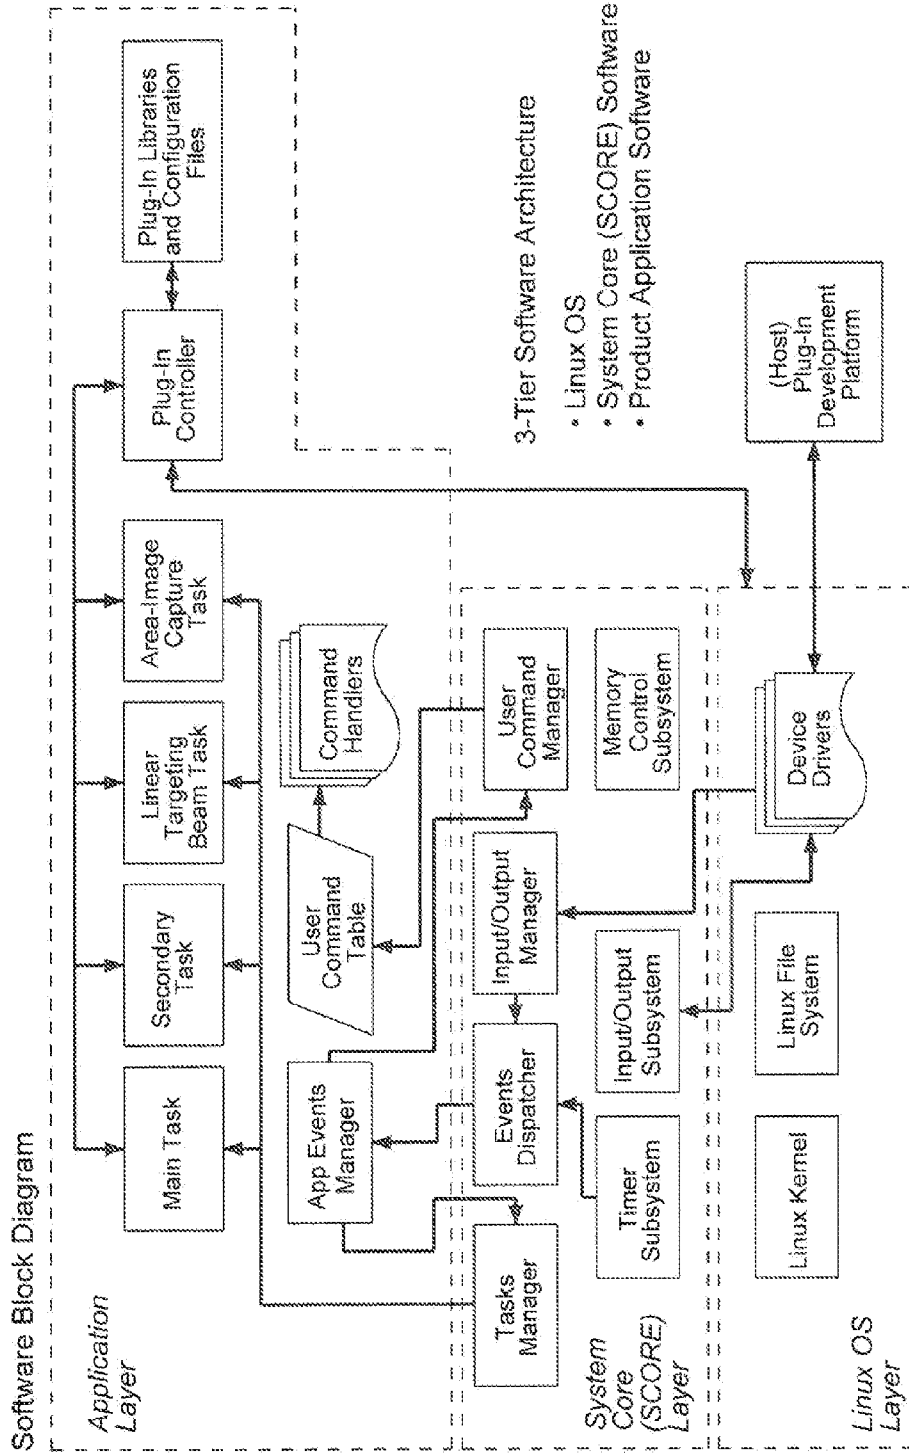 Software Block Diagram
Application
Layer
Main Task
Secondary
Task
Linear
Targeting
Beam Task
Area-Image
Capture
Task
Plug-In
Controller
Plug-In Libraries
and Configuration
Files
App Events
Manager
User
Command
Table
Command
Handlers
3-Tier Software Architecture
• Linux OS
• System Core (SCORE) Software
• Product Application Software
Tasks
Manager
Events
Dispatcher
Input/Output
Manager
User
Command
Manager
System
Core
(SCORE)
Layer
Timer
Subsystem
Input/Output
Subsystem
Memory
Control
Subsystem
Linux OS
Layer
Linux Kernel
Linux File
System
Device
Drivers
(Host)
Plug-In
Development
Platform